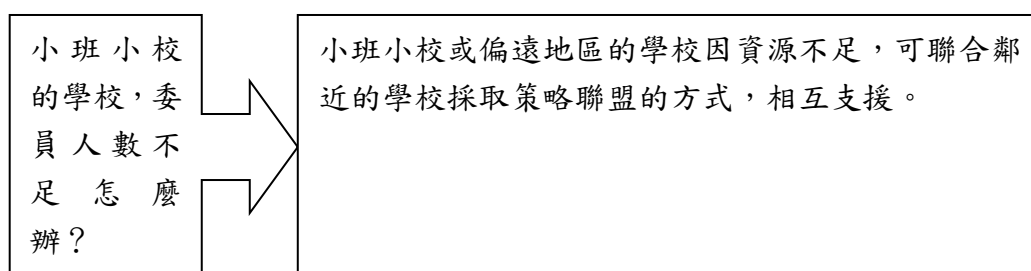 小班小校
的學校，委
員人數不
足怎麼
辦？
小班小校或偏遠地區的學校因資源不足，可聯合鄰
近的學校採取策略聯盟的方式，相互支援。